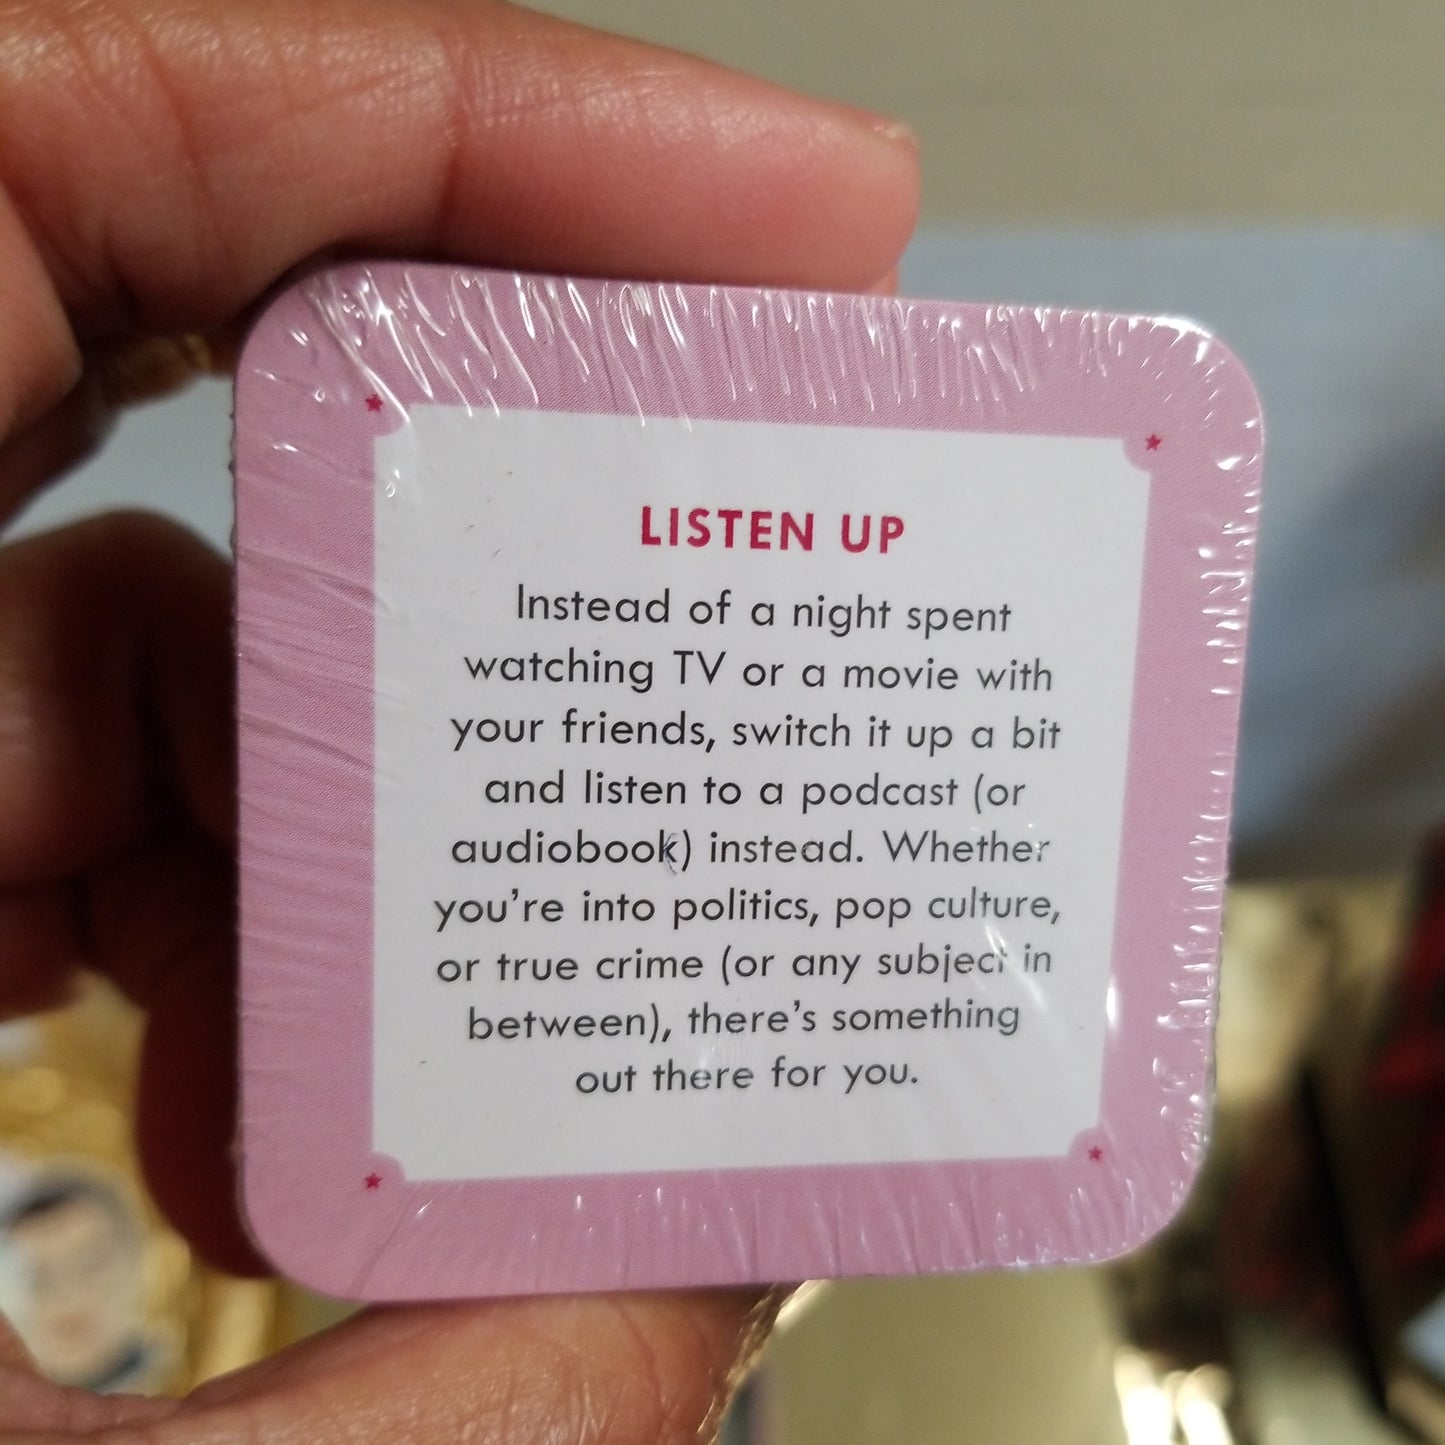 LISTEN UP
Instead of a night spent
watching TV or a movie with
your friends, switch it up a bit
and listen to a podcast (or
audiobook) instead. Whether
you're into politics, pop culture,
or true crime (or any subject in
between), there's something
out there for you.